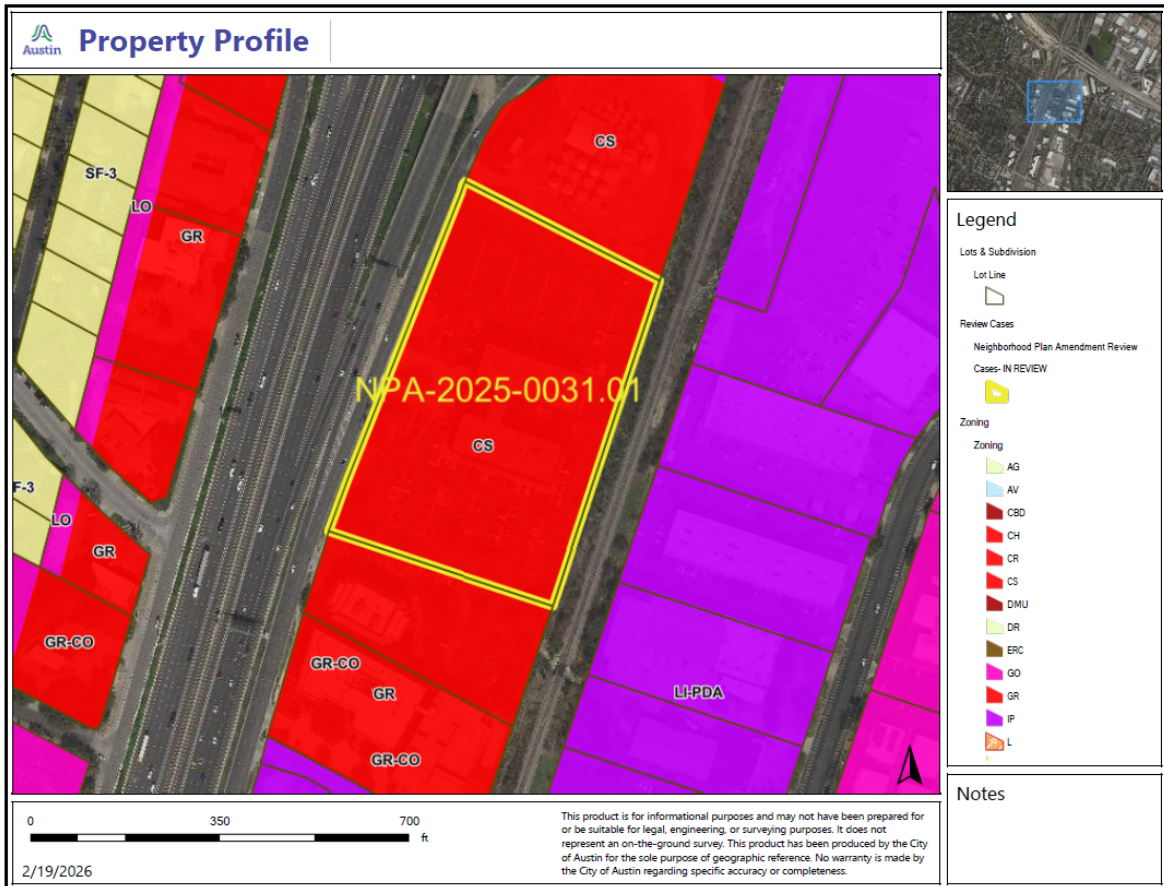 Austin
Property Profile
CS
SF-3
LO
GR
NPA-2025-0031.01
CS
F-3
LO
GR
GR-CO
GR-CO
GR
LI-PDA
GR-CO
Legend
Lots & Subdivision
Lot Line
Review Cases
Neighborhood Plan Amendment Review
Cases- IN REVIEW
Zoning
Zoning
AG
AV
CBD
CH
CR
CS
DMU
DR
ERC
GO
GR
IP
L
Notes
0 350 700
ft
2/19/2026
This product is for informational purposes and may not have been prepared for
or be suitable for legal, engineering, or surveying purposes. It does not
represent an on-the-ground survey. This product has been produced by the City
of Austin for the sole purpose of geographic reference. No warranty is made by
the City of Austin regarding specific accuracy or completeness.